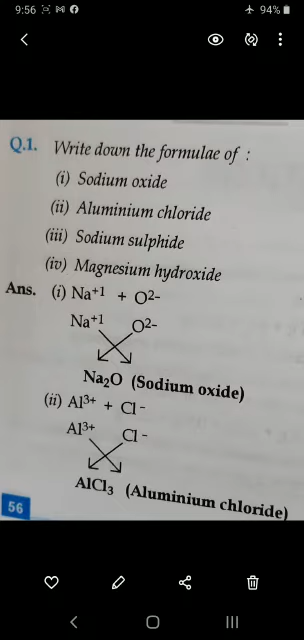 9:56
94%
Q.1. Write down the formulae of :
(i) Sodium oxide
(ii) Aluminium chloride
(iii) Sodium sulphide
(iv) Magnesium hydroxide
Ans. (i) Na⁺¹ + O²⁻
Na⁺¹ O²⁻
Na₂O (Sodium oxide)
(ii) Al³⁺ + Cl⁻
Al³⁺ Cl⁻
AlCl₃ (Aluminium chloride)
56